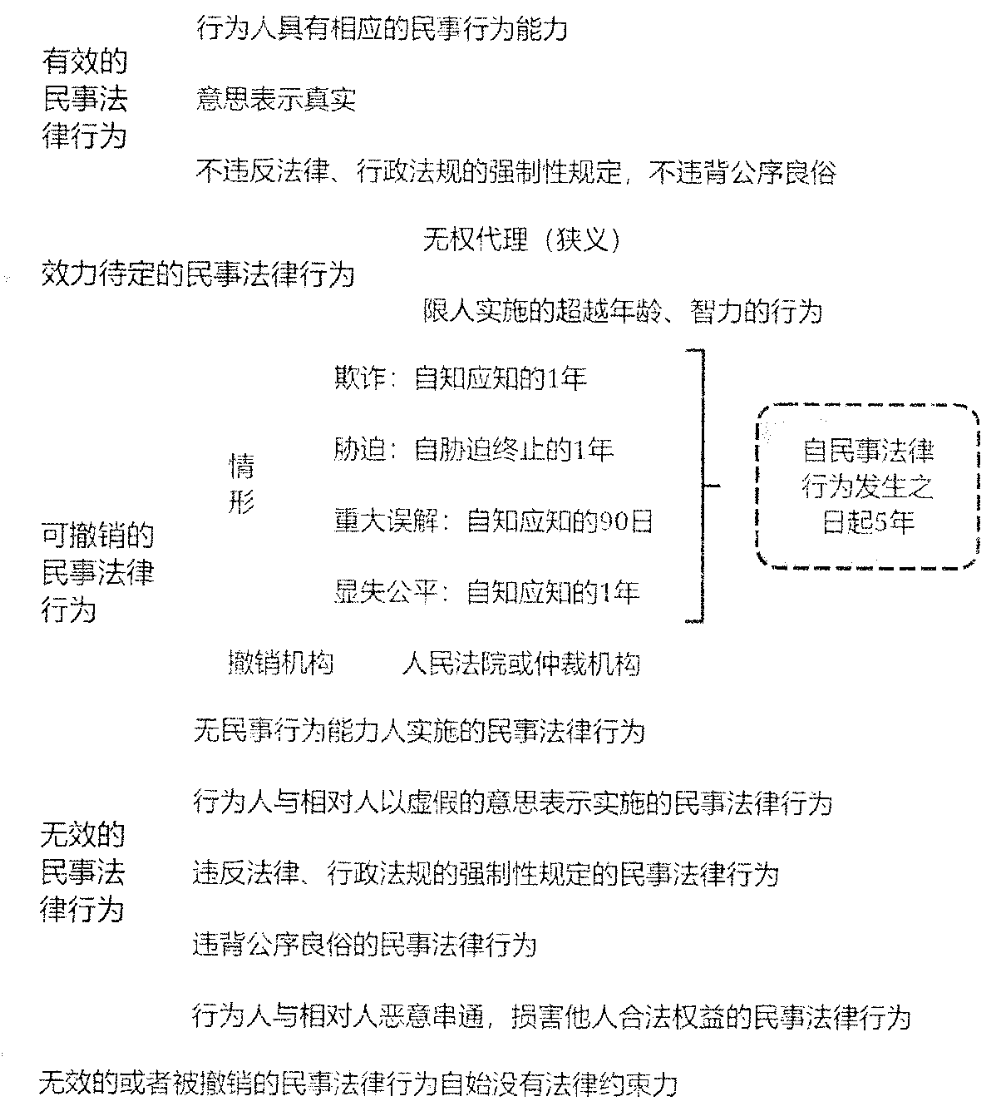 行为人具有相应的民事行为能力
有效的
民事法
律行为
意思表示真实
不违反法律、行政法规的强制性规定，不违背公序良俗
无权代理（狭义）
效力待定的民事法律行为
限人实施的超越年龄、智力的行为
可撤销的
民事法律
行为
情
形
欺诈：自知应知的1年
胁迫：自胁迫终止的1年
重大误解：自知应知的90日
显失公平：自知应知的1年
自民事法律
行为发生之
日起5年
撤销机构 人民法院或仲裁机构
无效的
民事法
律行为
无民事行为能力人实施的民事法律行为
行为人与相对人以虚假的意思表示实施的民事法律行为
违反法律、行政法规的强制性规定的民事法律行为
违背公序良俗的民事法律行为
行为人与相对人恶意串通，损害他人合法权益的民事法律行为
无效的或者被撤销的民事法律行为自始没有法律约束力